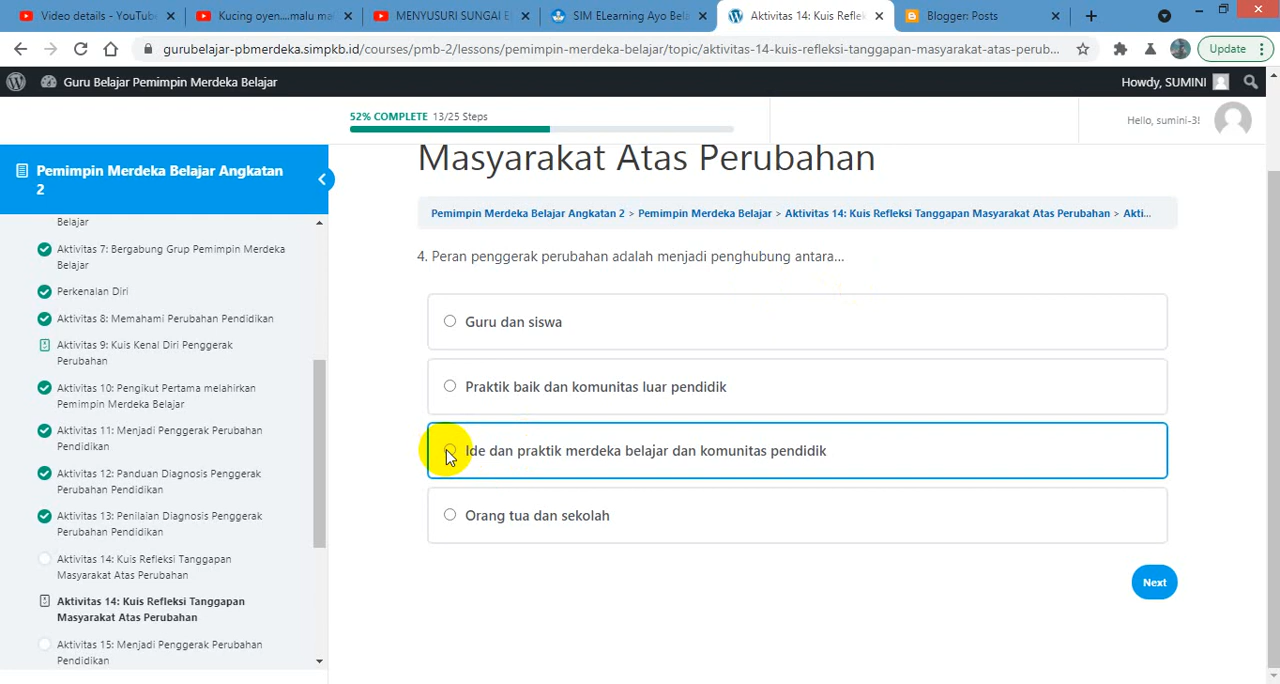 Video details - YouTub
Kucing oyen....malu ma
MENYUSURI SUNGAI E
SIM ELearning Ayo Bela
Aktivitas 14: Kuis Reflek
Blogger: Posts
gurubelajar-pbmerdeka.simpkb.id/courses/pmb-2/lessons/pemimpin-merdeka-belajar/topic/aktivitas-14-kuis-refleksi-tanggapan-masyarakat-atas-perub...
Update
Guru Belajar Pemimpin Merdeka Belajar
Howdy, SUMINI
52% COMPLETE 13/25 Steps
Hello, sumini-3!
Pemimpin Merdeka Belajar Angkatan
2
Belajar
Aktivitas 7: Bergabung Grup Pemimpin Merdeka
Belajar
Perkenalan Diri
Aktivitas 8: Memahami Perubahan Pendidikan
Aktivitas 9: Kuis Kenal Diri Penggerak
Perubahan
Aktivitas 10: Pengikut Pertama melahirkan
Pemimpin Merdeka Belajar
Aktivitas 11: Menjadi Penggerak Perubahan
Pendidikan
Aktivitas 12: Panduan Diagnosis Penggerak
Perubahan Pendidikan
Aktivitas 13: Penilaian Diagnosis Penggerak
Perubahan Pendidikan
Aktivitas 14: Kuis Refleksi Tanggapan
Masyarakat Atas Perubahan
Aktivitas 14: Kuis Refleksi Tanggapan
Masyarakat Atas Perubahan
Aktivitas 15: Menjadi Penggerak Perubahan
Pendidikan
Masyarakat Atas Perubahan
Pemimpin Merdeka Belajar Angkatan 2 > Pemimpin Merdeka Belajar > Aktivitas 14: Kuis Refleksi Tanggapan Masyarakat Atas Perubahan > Akti...
4. Peran penggerak perubahan adalah menjadi penghubung antara...
Guru dan siswa
Praktik baik dan komunitas luar pendidik
Ide dan praktik merdeka belajar dan komunitas pendidik
Orang tua dan sekolah
Next